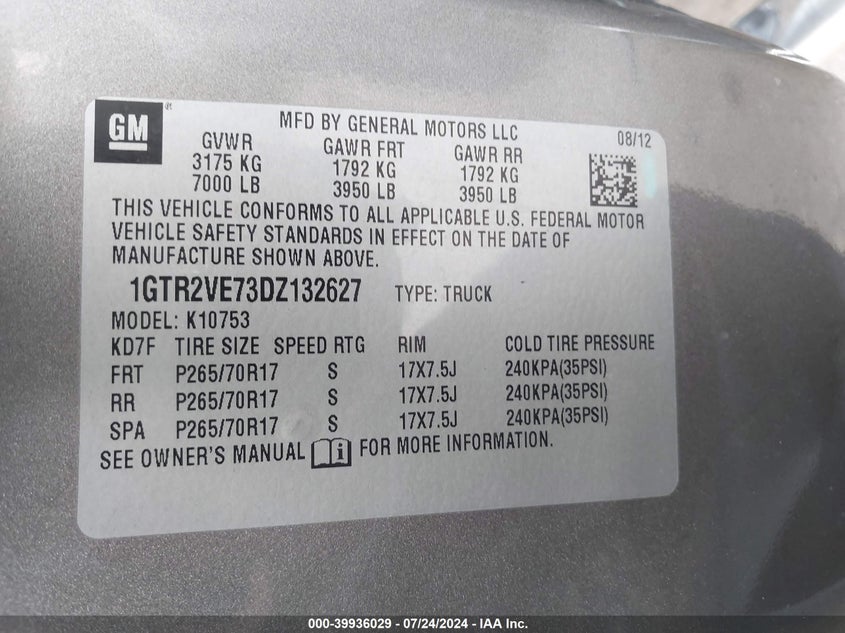 GM ®
MFD BY GENERAL MOTORS LLC 08/12
GVWR GAWR FRT GAWR RR
3175 KG 1792 KG 1792 KG
7000 LB 3950 LB 3950 LB
THIS VEHICLE CONFORMS TO ALL APPLICABLE U.S. FEDERAL MOTOR
VEHICLE SAFETY STANDARDS IN EFFECT ON THE DATE OF
MANUFACTURE SHOWN ABOVE.
1GTR2VE73DZ132627 TYPE: TRUCK
MODEL: K10753
KD7F TIRE SIZE SPEED RTG RIM COLD TIRE PRESSURE
FRT P265/70R17 S 17X7.5J 240KPA(35PSI)
RR P265/70R17 S 17X7.5J 240KPA(35PSI)
SPA P265/70R17 S 17X7.5J 240KPA(35PSI)
SEE OWNER'S MANUAL i FOR MORE INFORMATION.
000-39936029 - 07/24/2024 - IAA Inc.